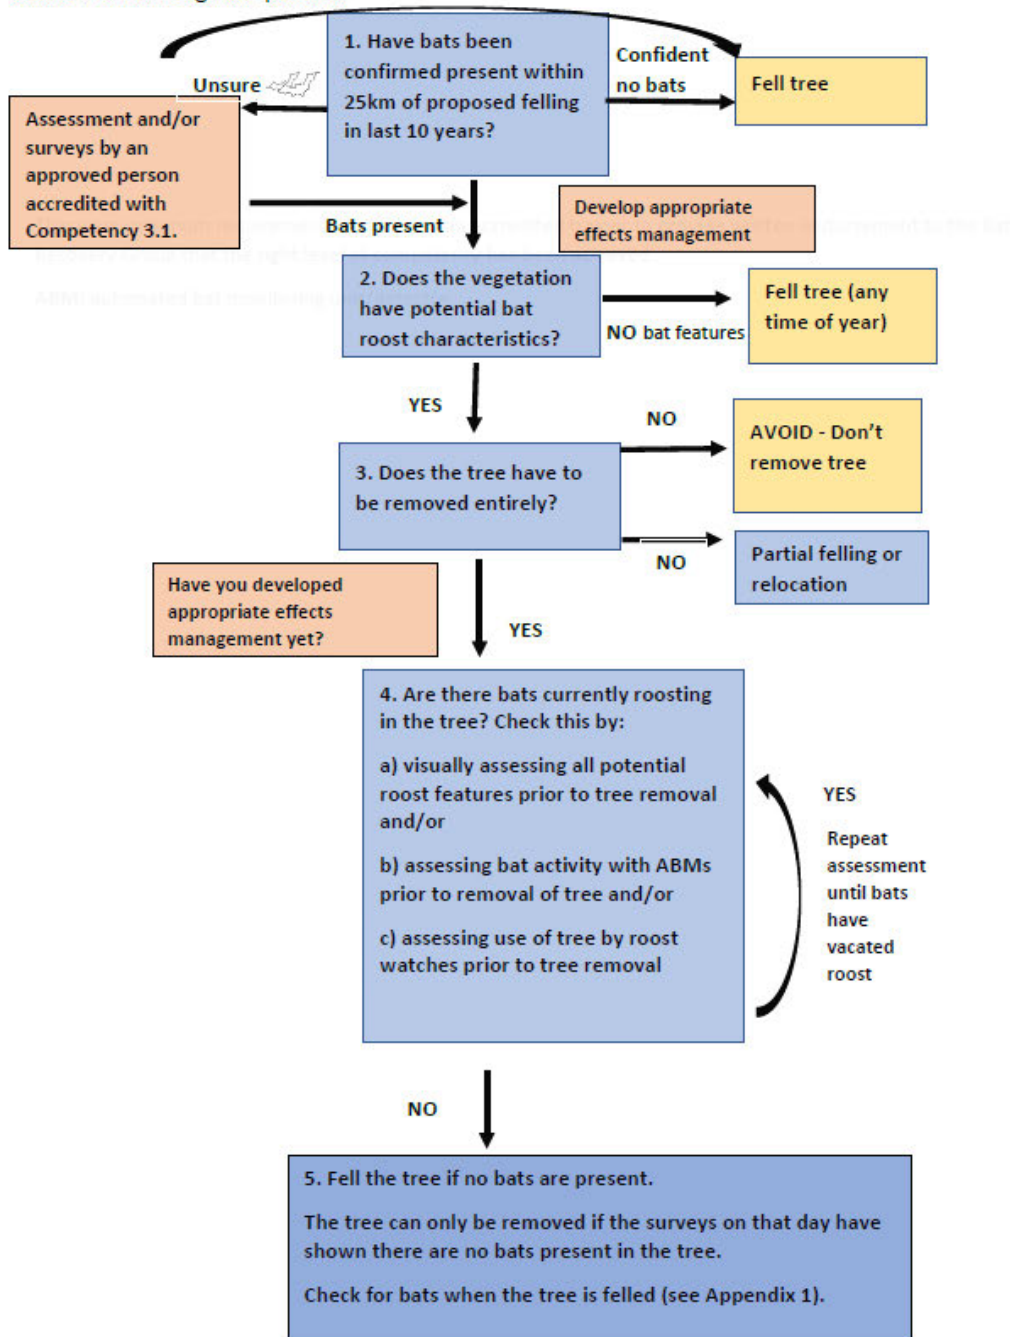 1. Have bats been
confirmed present within
25km of proposed felling
in last 10 years?
Confident
no bats
Fell tree
Unsure
Assessment and/or
surveys by an
approved person
accredited with
Competency 3.1.
Bats present
Develop appropriate
effects management
2. Does the vegetation
have potential bat
roost characteristics?
NO bat features
Fell tree (any
time of year)
YES
NO
AVOID - Don't
remove tree
3. Does the tree have to
be removed entirely?
NO
Partial felling or
relocation
Have you developed
appropriate effects
management yet?
YES
4. Are there bats currently roosting
in the tree? Check this by:
a) visually assessing all potential
roost features prior to tree removal
and/or
b) assessing bat activity with ABMs
prior to removal of tree and/or
c) assessing use of tree by roost
watches prior to tree removal
YES
Repeat
assessment
until bats
have
vacated
roost
NO
5. Fell the tree if no bats are present.
The tree can only be removed if the surveys on that day have
shown there are no bats present in the tree.
Check for bats when the tree is felled (see Appendix 1).